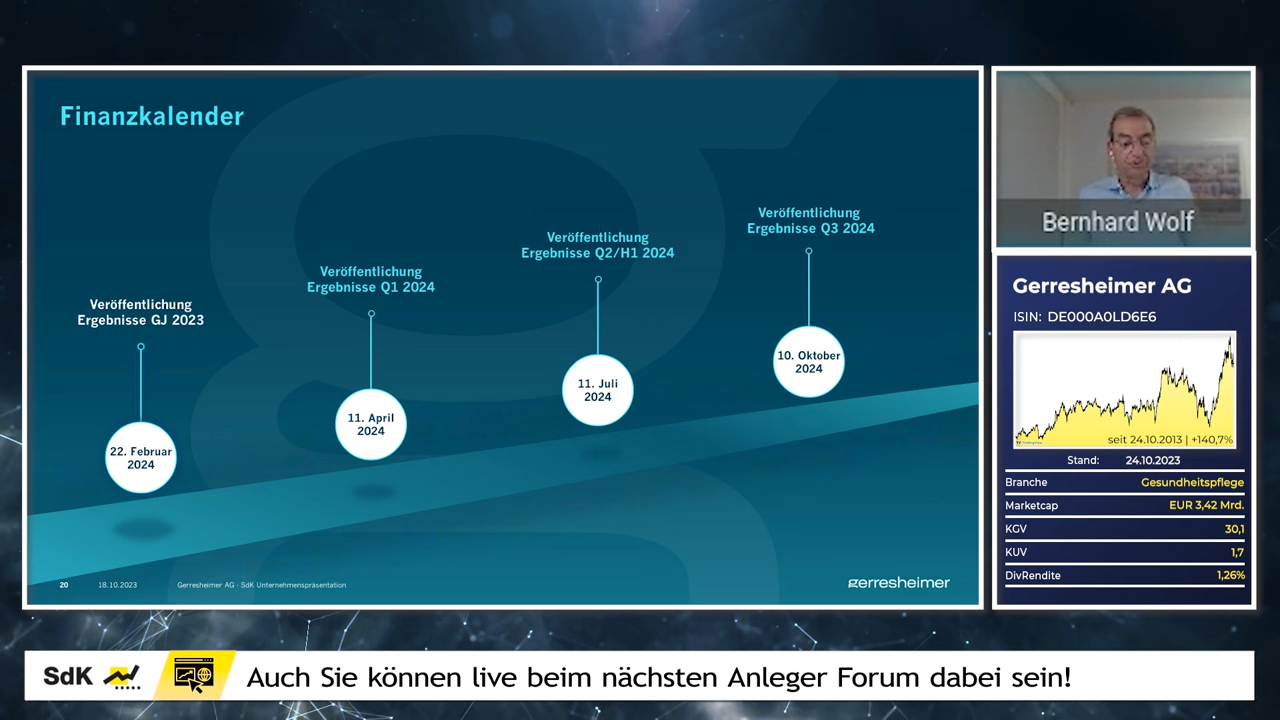 Finanzkalender
Veröffentlichung
Ergebnisse GJ 2023
22. Februar
2024
Veröffentlichung
Ergebnisse Q1 2024
11. April
2024
Veröffentlichung
Ergebnisse Q2/H1 2024
11. Juli
2024
Veröffentlichung
Ergebnisse Q3 2024
10. Oktober
2024
20 18.10.2023 Gerresheimer AG - SdK Unternehmenspräsentation
gerresheimer
Bernhard Wolf
Gerresheimer AG
ISIN: DE000A0LD6E6
seit 24.10.2013 | +140,7%
Stand: 24.10.2023
Branche Gesundheitspflege
Marketcap EUR 3,42 Mrd.
KGV 30,1
KUV 1,7
DivRendite 1,26%
SdK
Auch Sie können live beim nächsten Anleger Forum dabei sein!